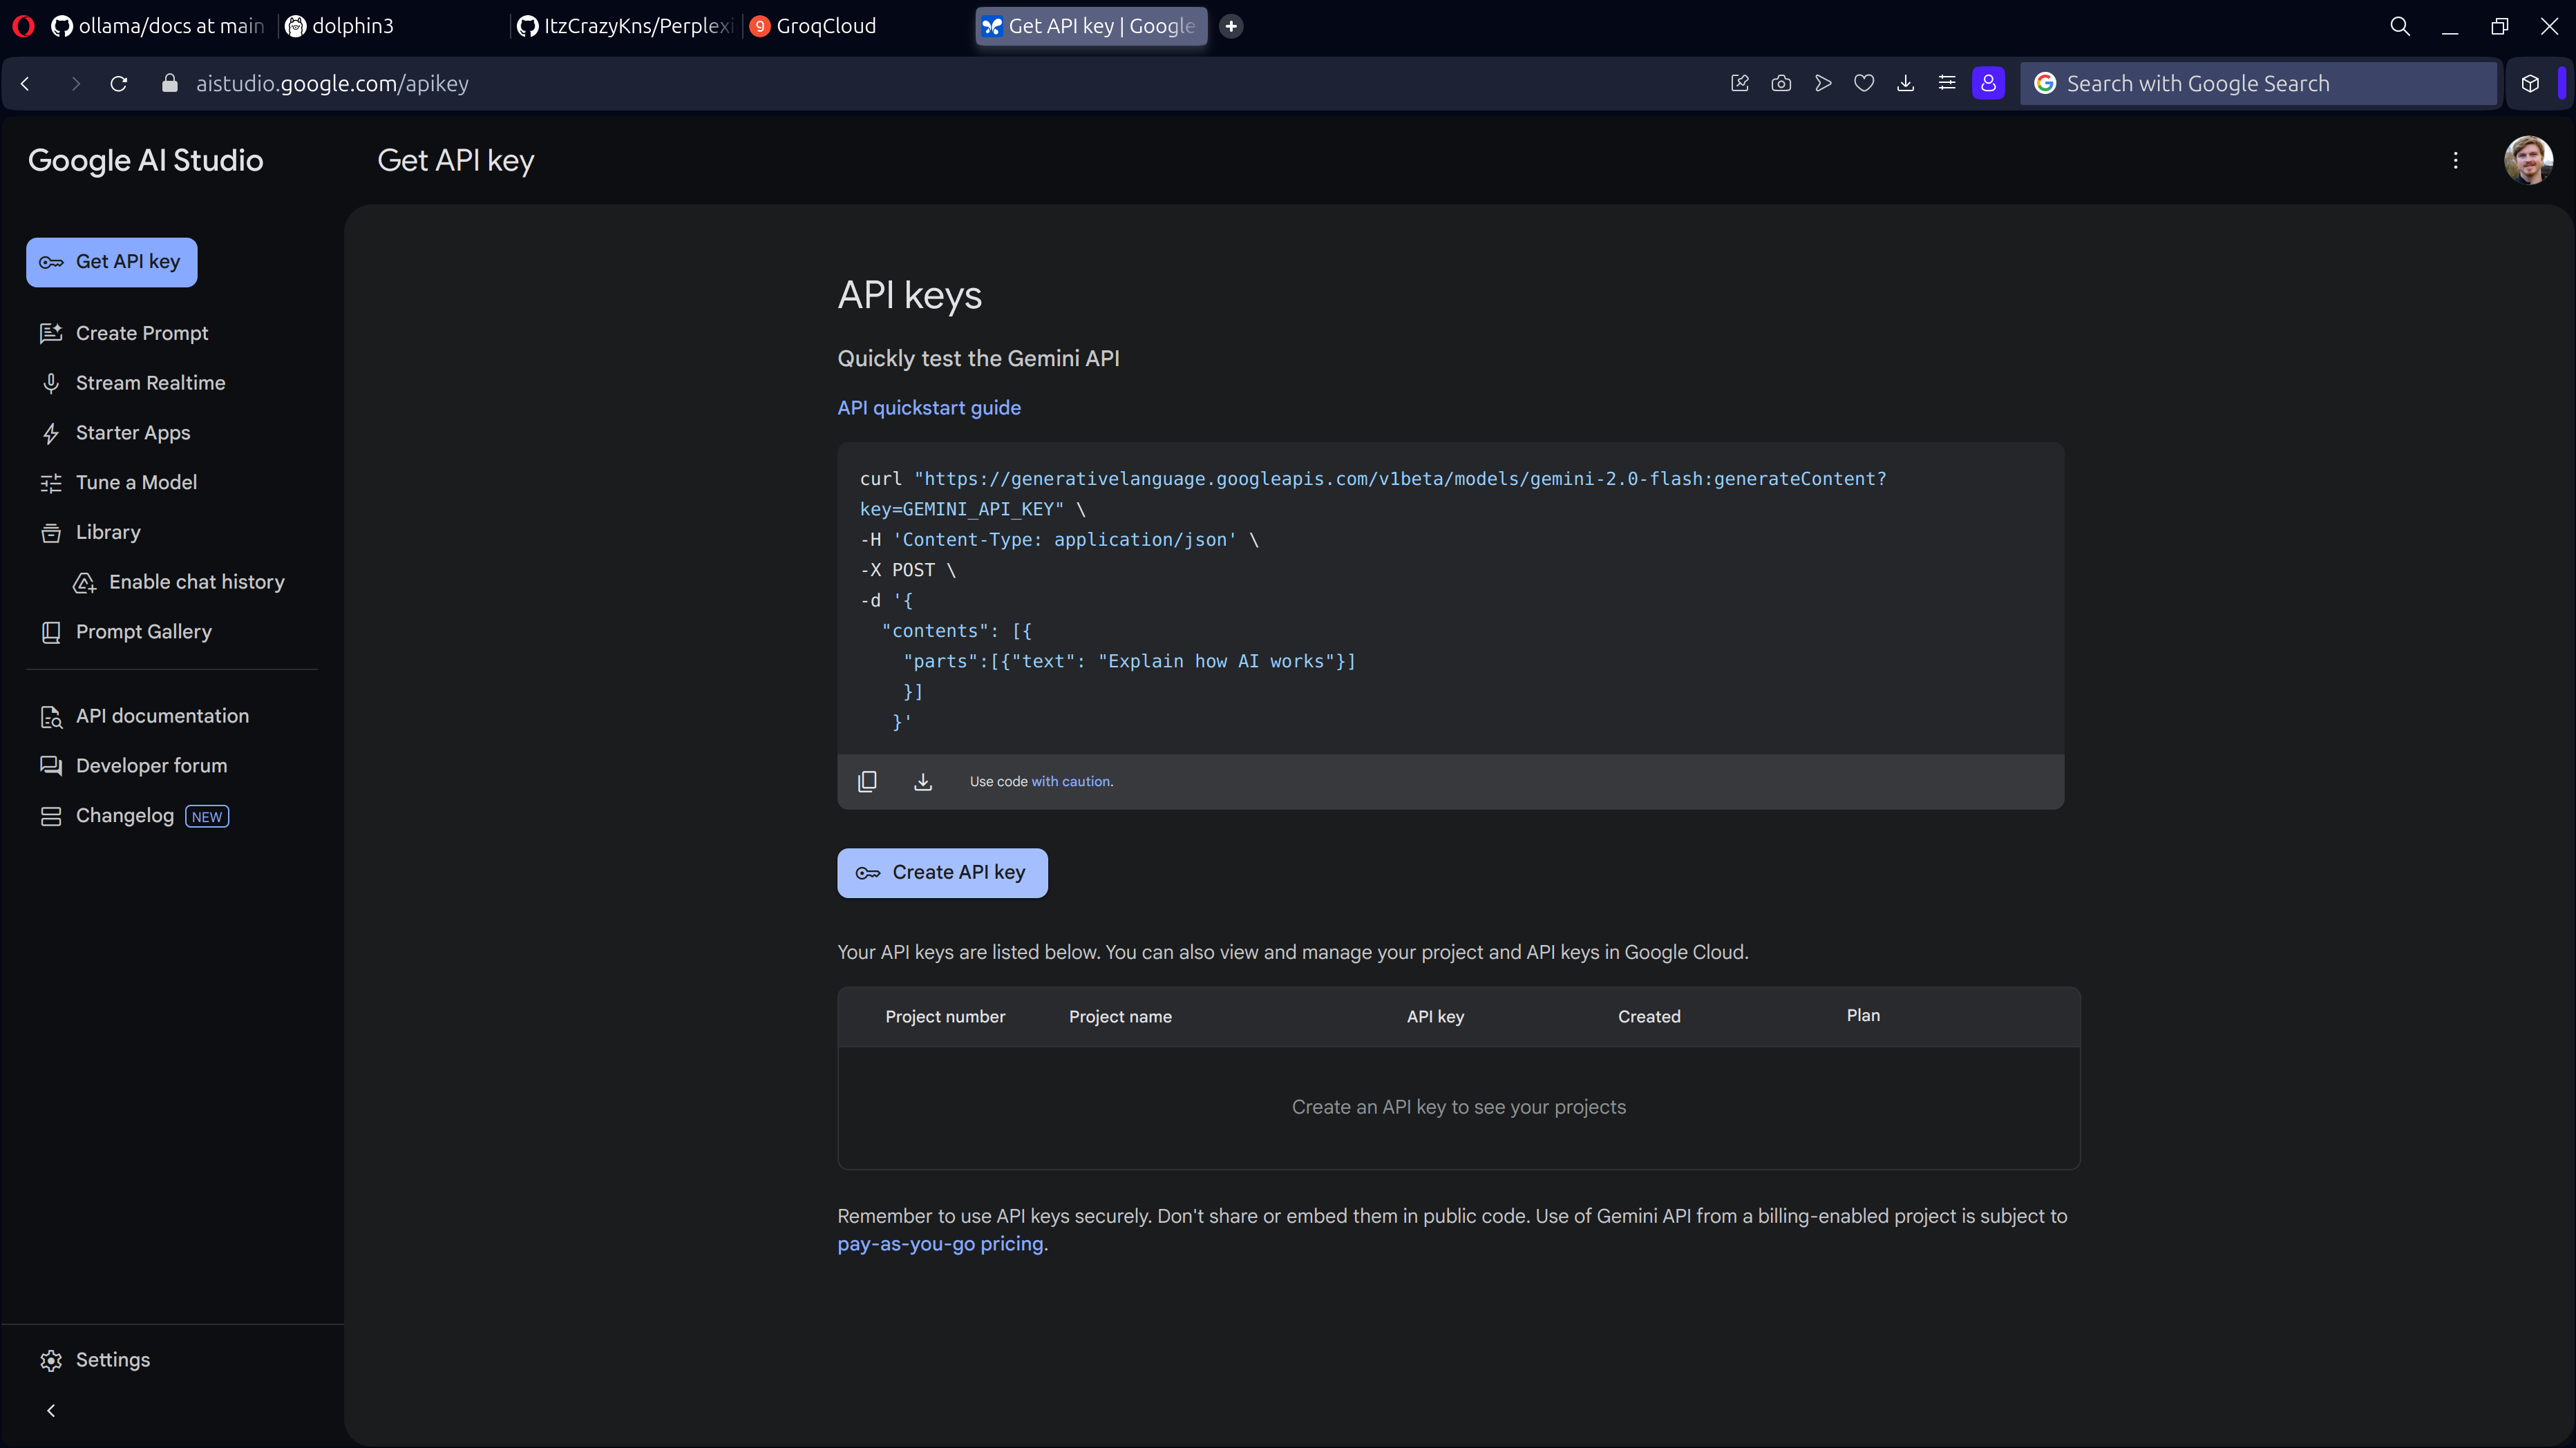 ollama/docs at main
dolphin3
ItzCrazyKns/Perplexi
9 GroqCloud
Get API key | Google
aistudio.google.com/apikey
Search with Google Search
Google AI Studio
Get API key
Get API key
Create Prompt
Stream Realtime
Starter Apps
Tune a Model
Library
Enable chat history
Prompt Gallery
API documentation
Developer forum
Changelog NEW
Settings
API keys
Quickly test the Gemini API
API quickstart guide
curl "https://generativelanguage.googleapis.com/v1beta/models/gemini-2.0-flash:generateContent?
key=GEMINI_API_KEY" \
-H 'Content-Type: application/json' \
-X POST \
-d '{
"contents": [{
"parts":[{"text": "Explain how AI works"}]
}]
}'
Use code with caution.
Create API key
Your API keys are listed below. You can also view and manage your project and API keys in Google Cloud.
Project number Project name API key Created Plan
Create an API key to see your projects
Remember to use API keys securely. Don't share or embed them in public code. Use of Gemini API from a billing-enabled project is subject to
pay-as-you-go pricing.